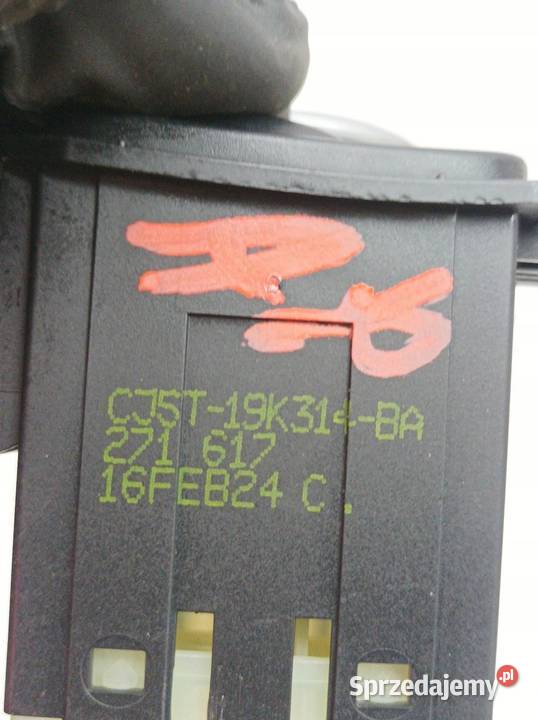 CJ5T-19K314-BA
271 617
16FEB24 C.
Sprzedajemy.pl